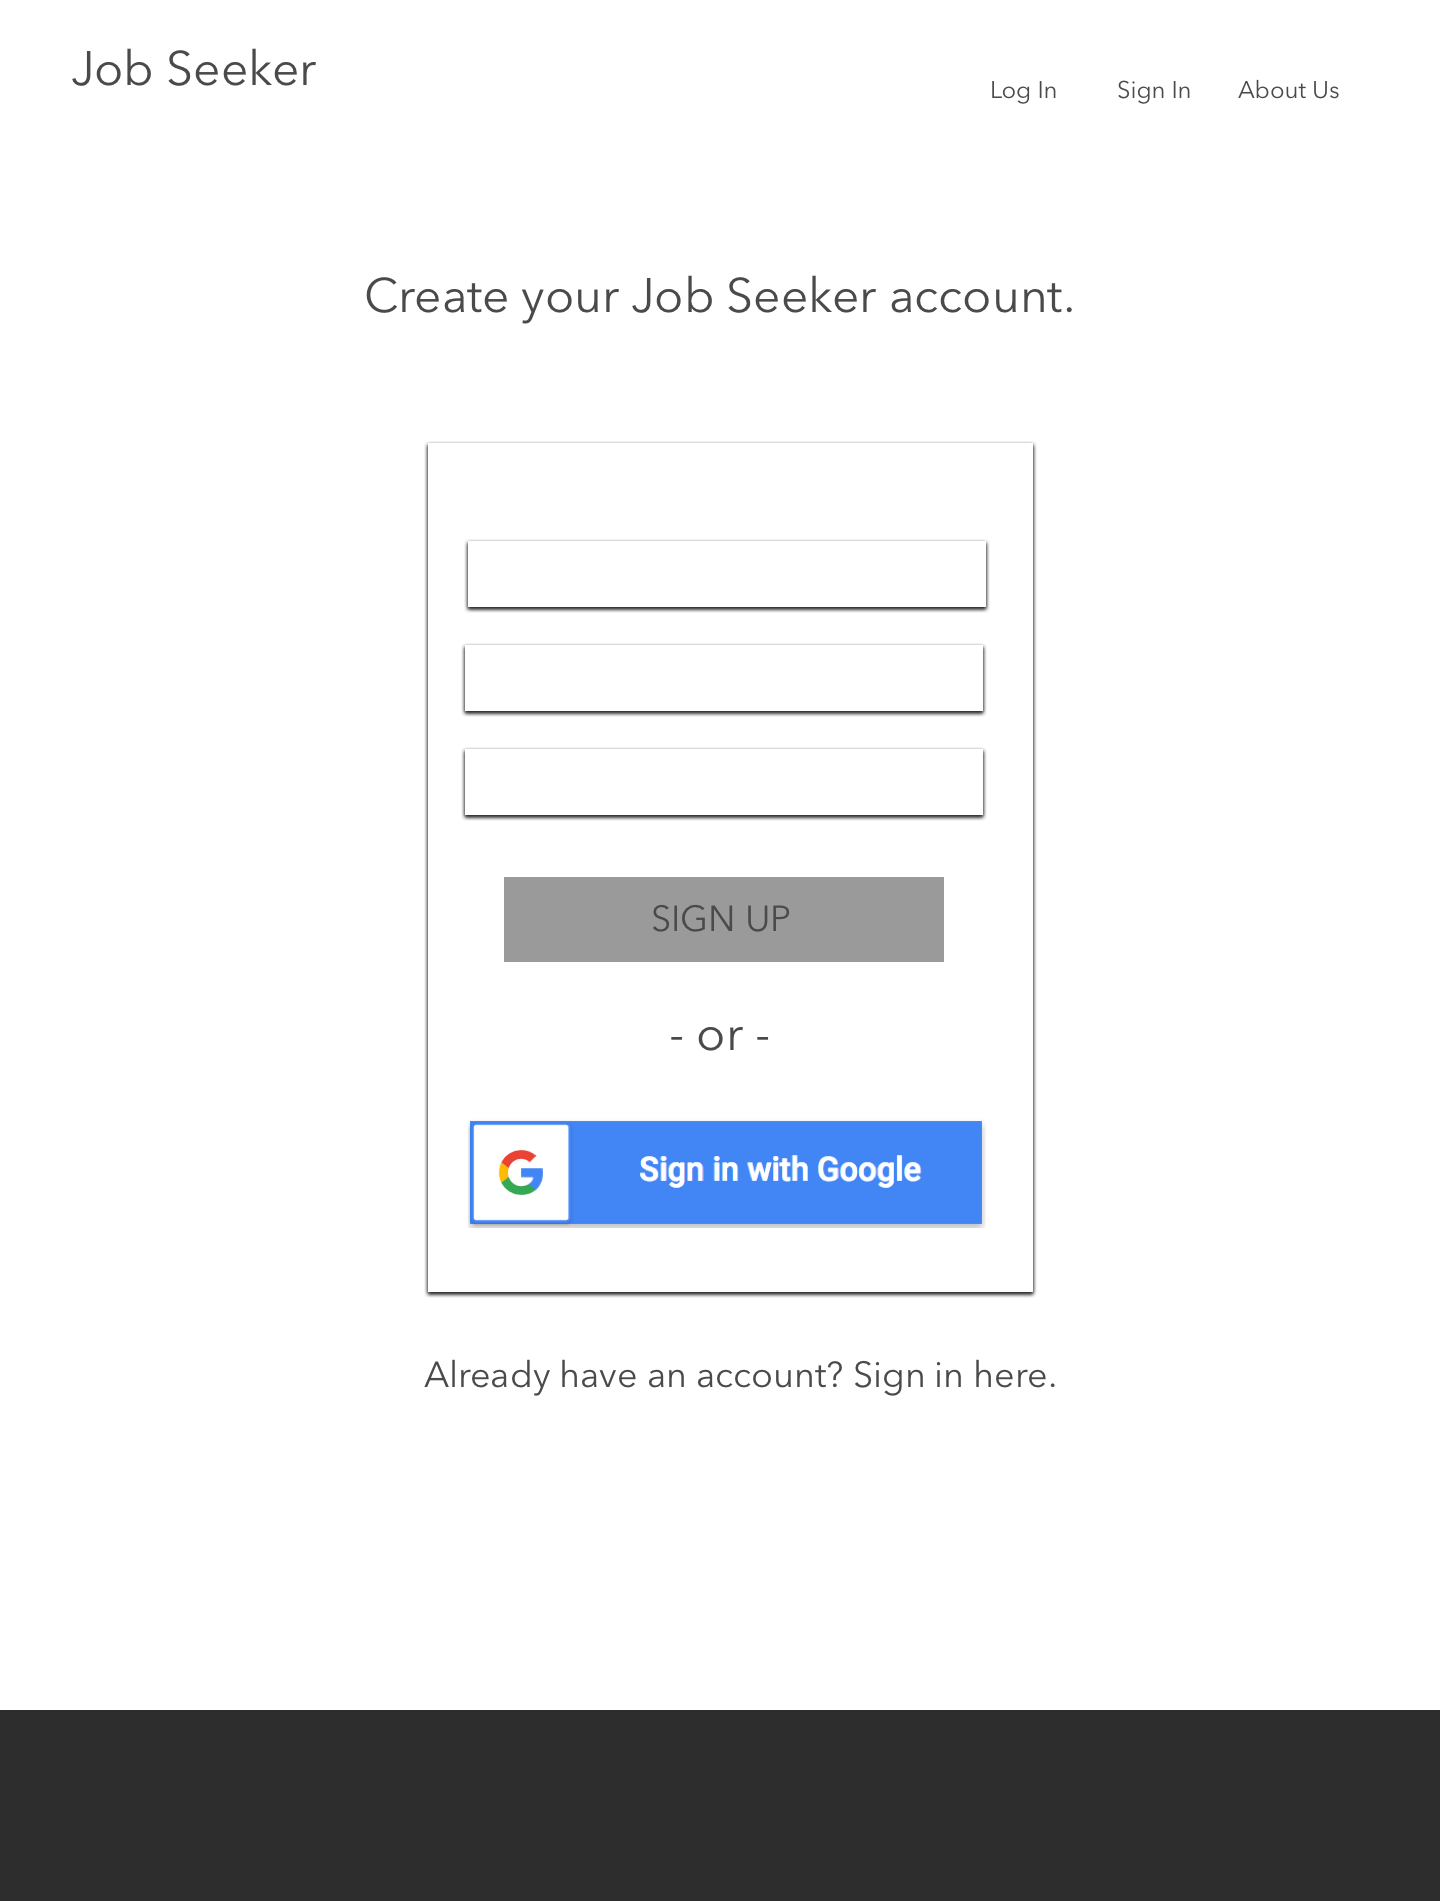 Job Seeker
Log In Sign In About Us
Create your Job Seeker account.
SIGN UP
- or -
Sign in with Google
Already have an account? Sign in here.